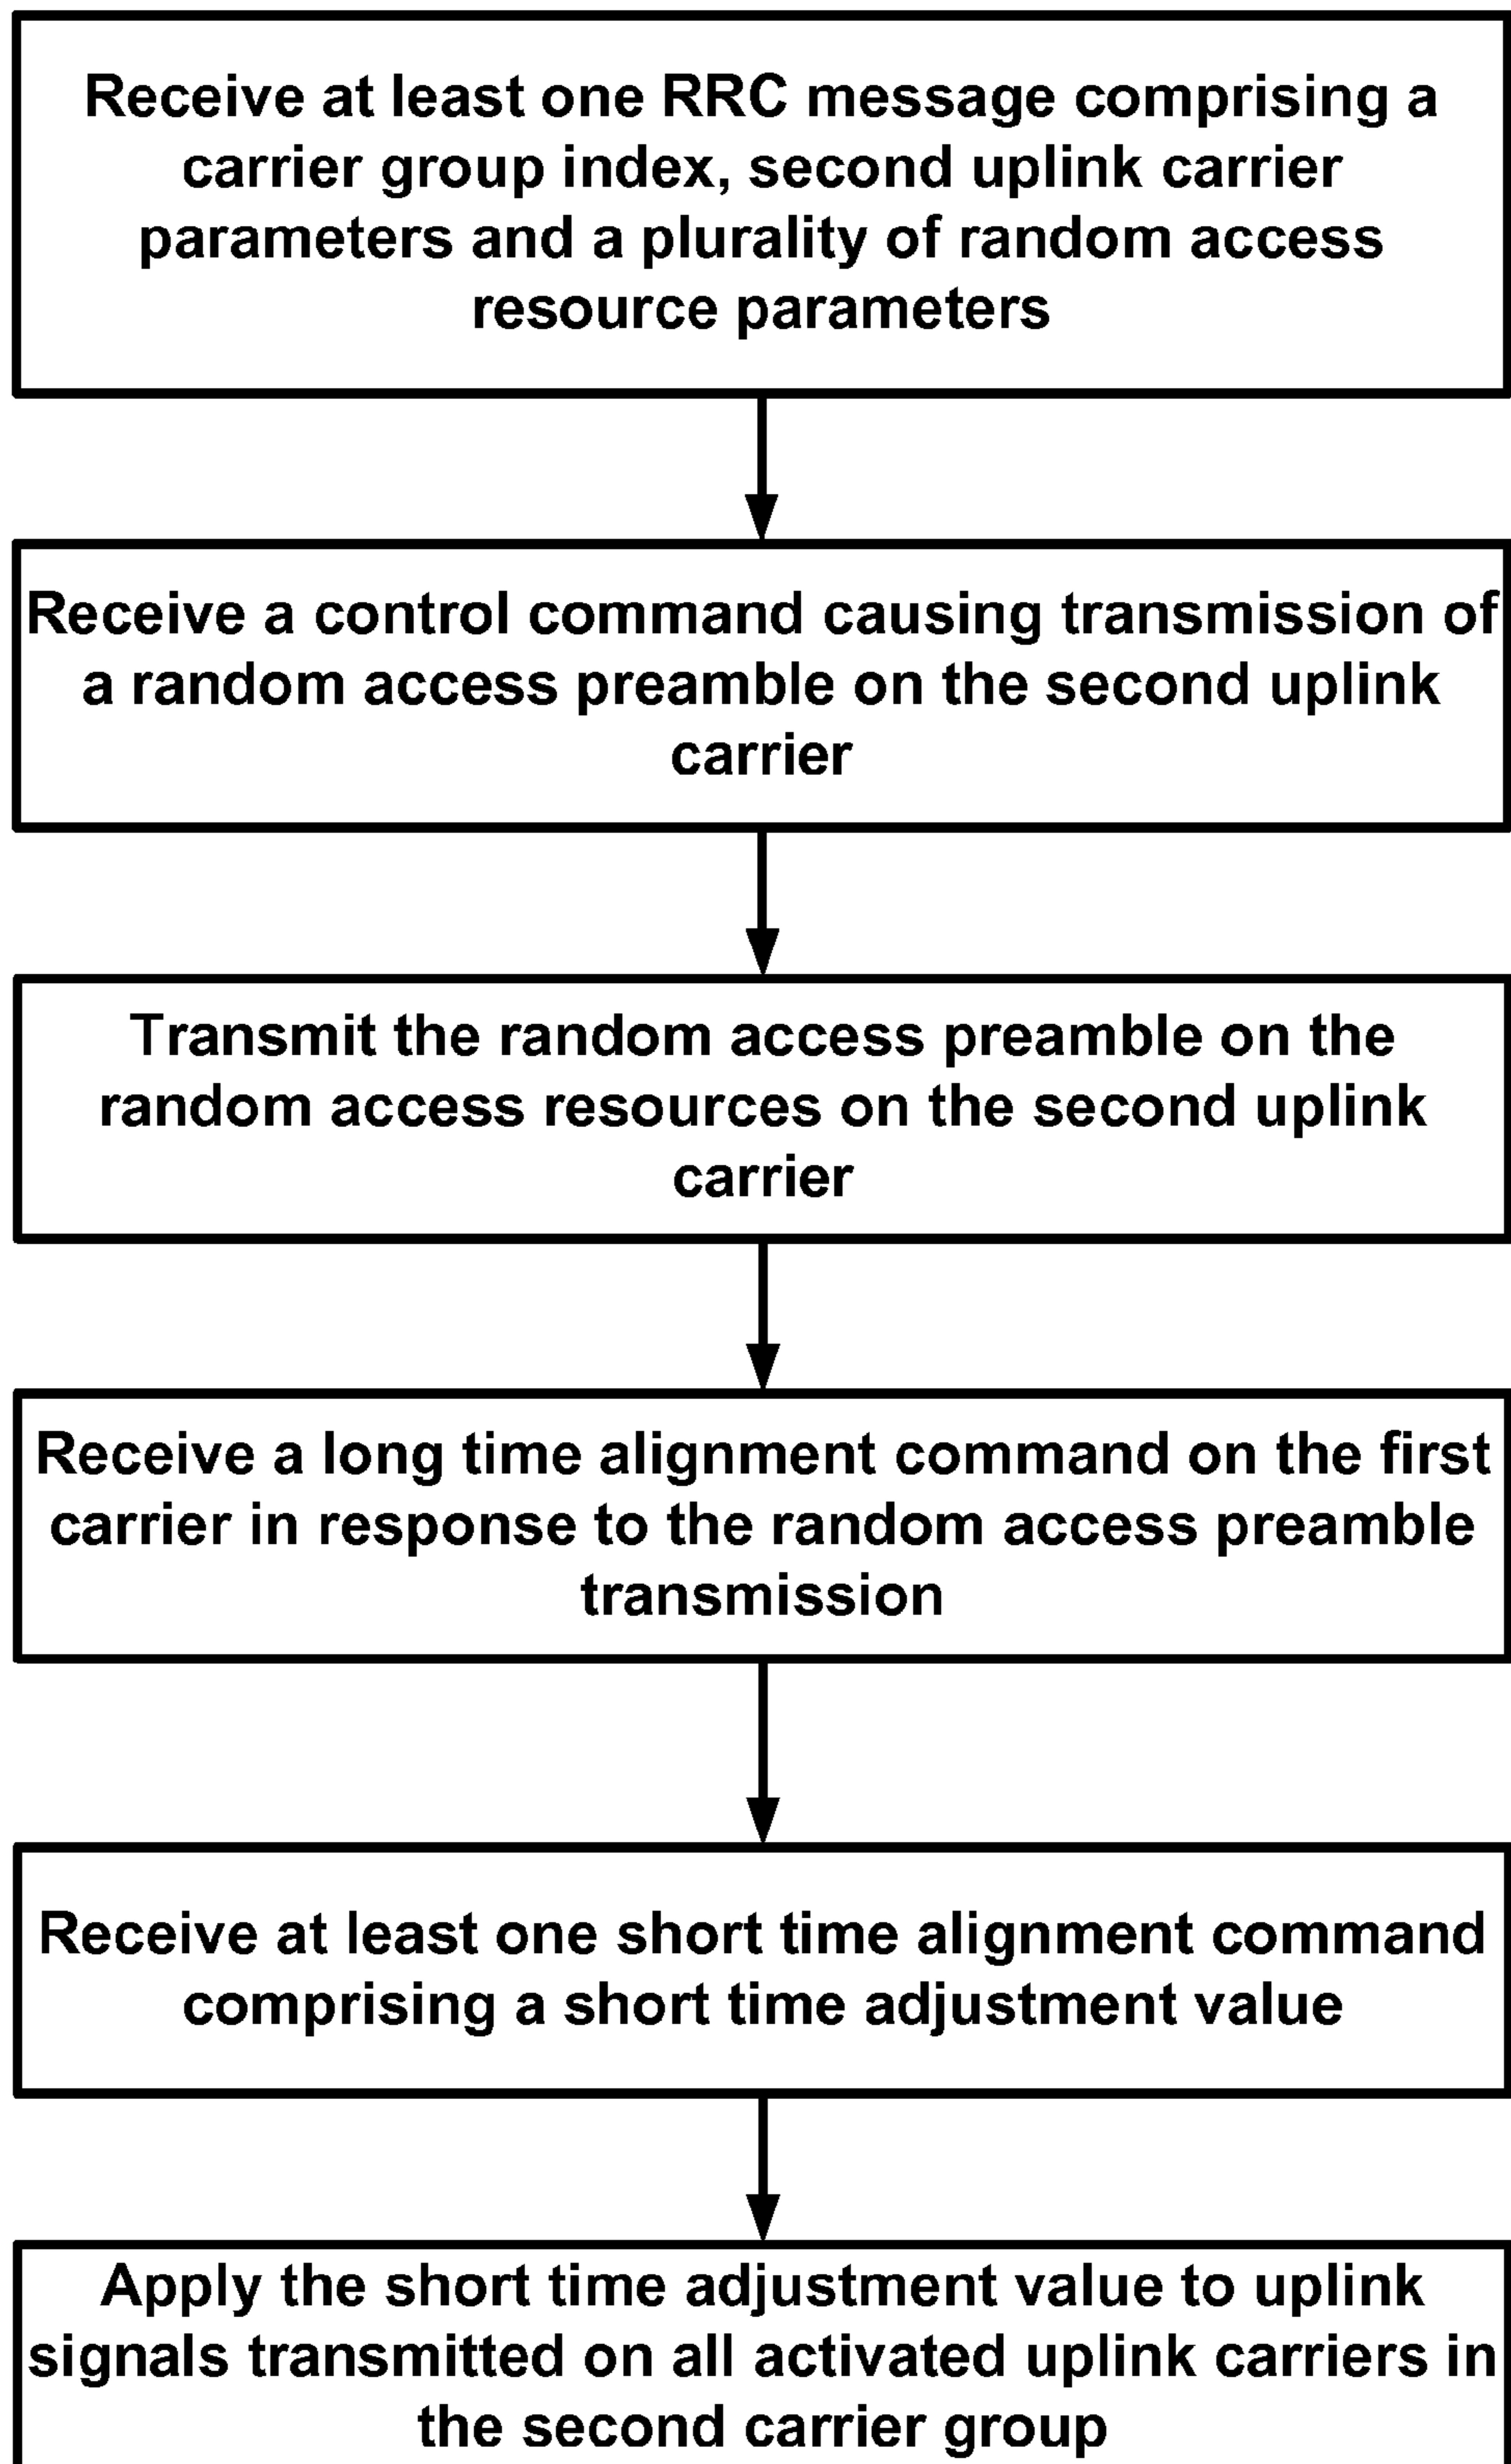 Receive at least one RRC message comprising a
carrier group index, second uplink carrier
parameters and a plurality of random access
resource parameters
Receive a control command causing transmission of
a random access preamble on the second uplink
carrier
Transmit the random access preamble on the
random access resources on the second uplink
carrier
Receive a long time alignment command on the first
carrier in response to the random access preamble
transmission
Receive at least one short time alignment command
comprising a short time adjustment value
Apply the short time adjustment value to uplink
signals transmitted on all activated uplink carriers in
the second carrier group